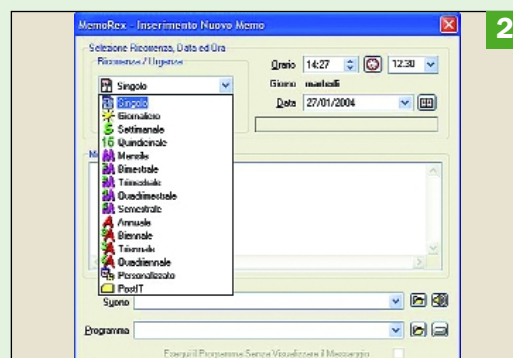 MemoRex - Inserimento Nuovo Memo
2
Selezione Ricorrenza, Data ed Ora
Ricorrenza / Urgenza
Orario 14:27 12.30
Singolo
Giorno martedì
Singolo
Data 27/01/2004
Giornaliero
Settimanale
15 Quindicinale
Mensile
Bimestrale
Trimestrale
Quadrimestrale
Semestrale
Annuale
Biennale
Triennale
Quadriennale
Personalizzato
PostIT
Suono
Programma
Esegui il Programma Senza Visualizzare il Messaggio